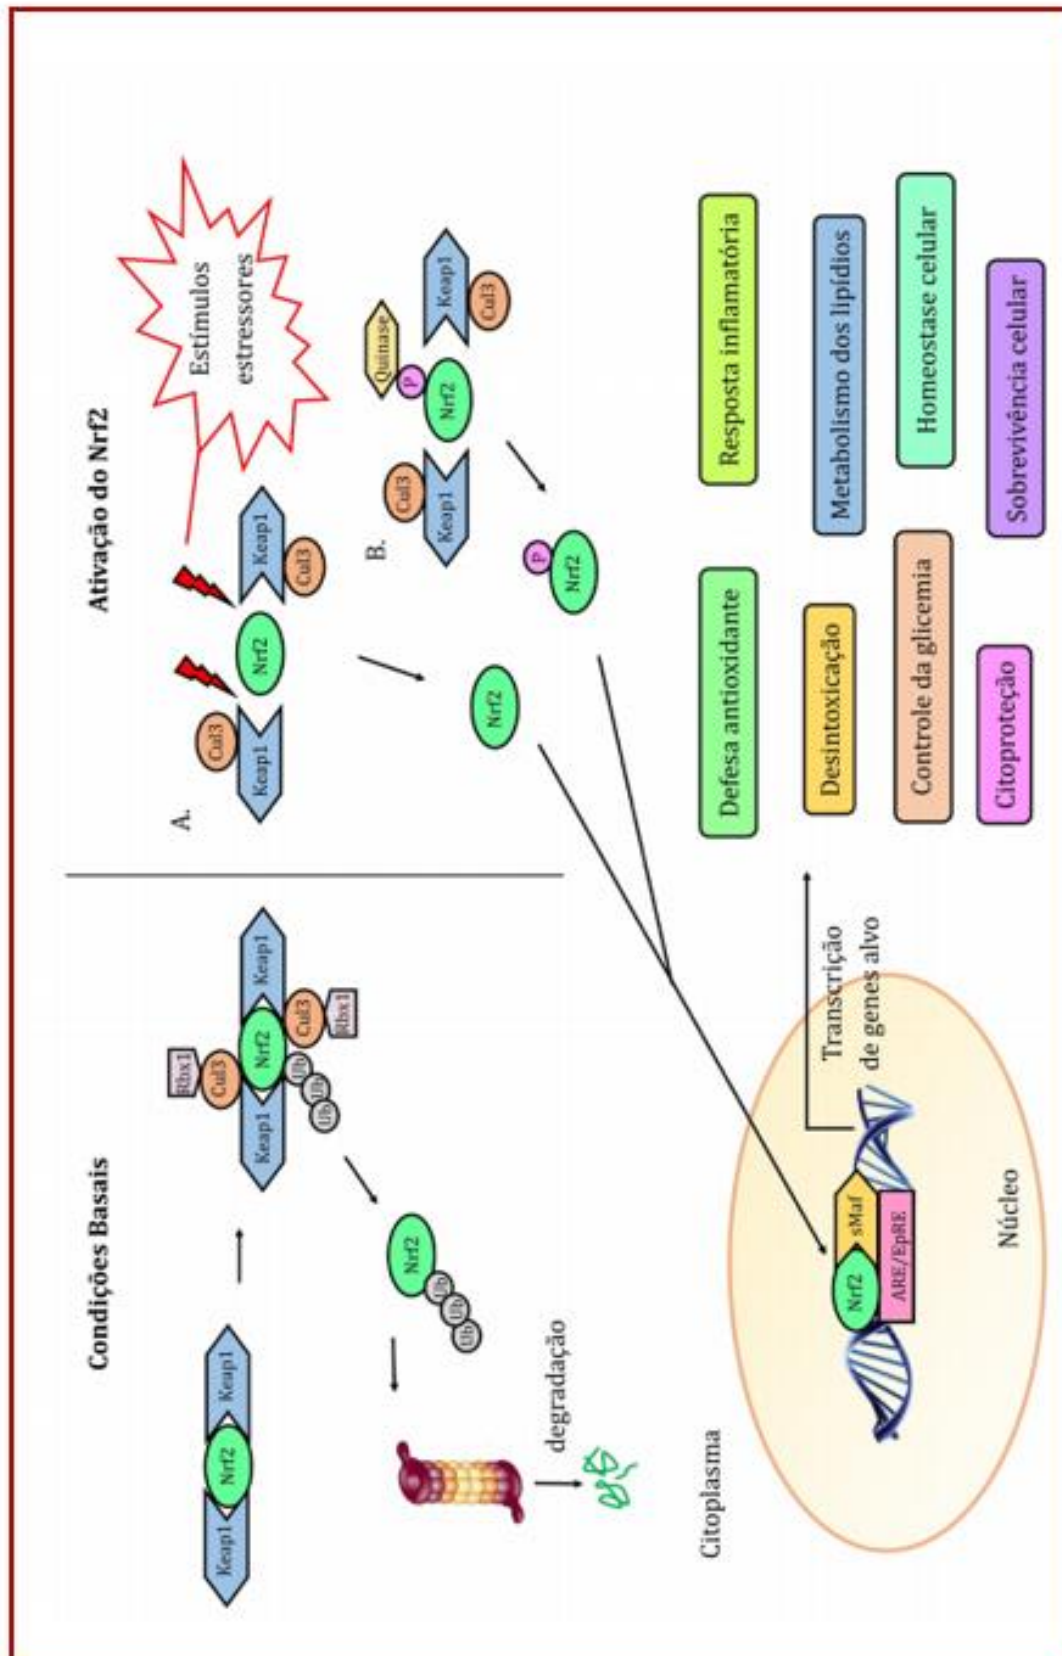 Condições Basais
Ativação do Nrf2
Keap1
Nrf2
Keap1
Rbx1
Cul3
Keap1
Nrf2
Keap1
Ub
Ub
Ub
Cul3
Rbx1
Nrf2
Ub
Ub
Ub
degradação
A.
Cul3
Keap1
Nrf2
Keap1
Cul3
Estímulos
estressores
B.
Cul3
Keap1
Quinase
P
Nrf2
Keap1
Cul3
Nrf2
P
Nrf2
Citoplasma
Nrf2
sMaf
ARE/EpRE
Núcleo
Transcrição
de genes alvo
Defesa antioxidante
Resposta inflamatória
Desintoxicação
Metabolismo dos lipídios
Controle da glicemia
Homeostase celular
Citoproteção
Sobrevivência celular